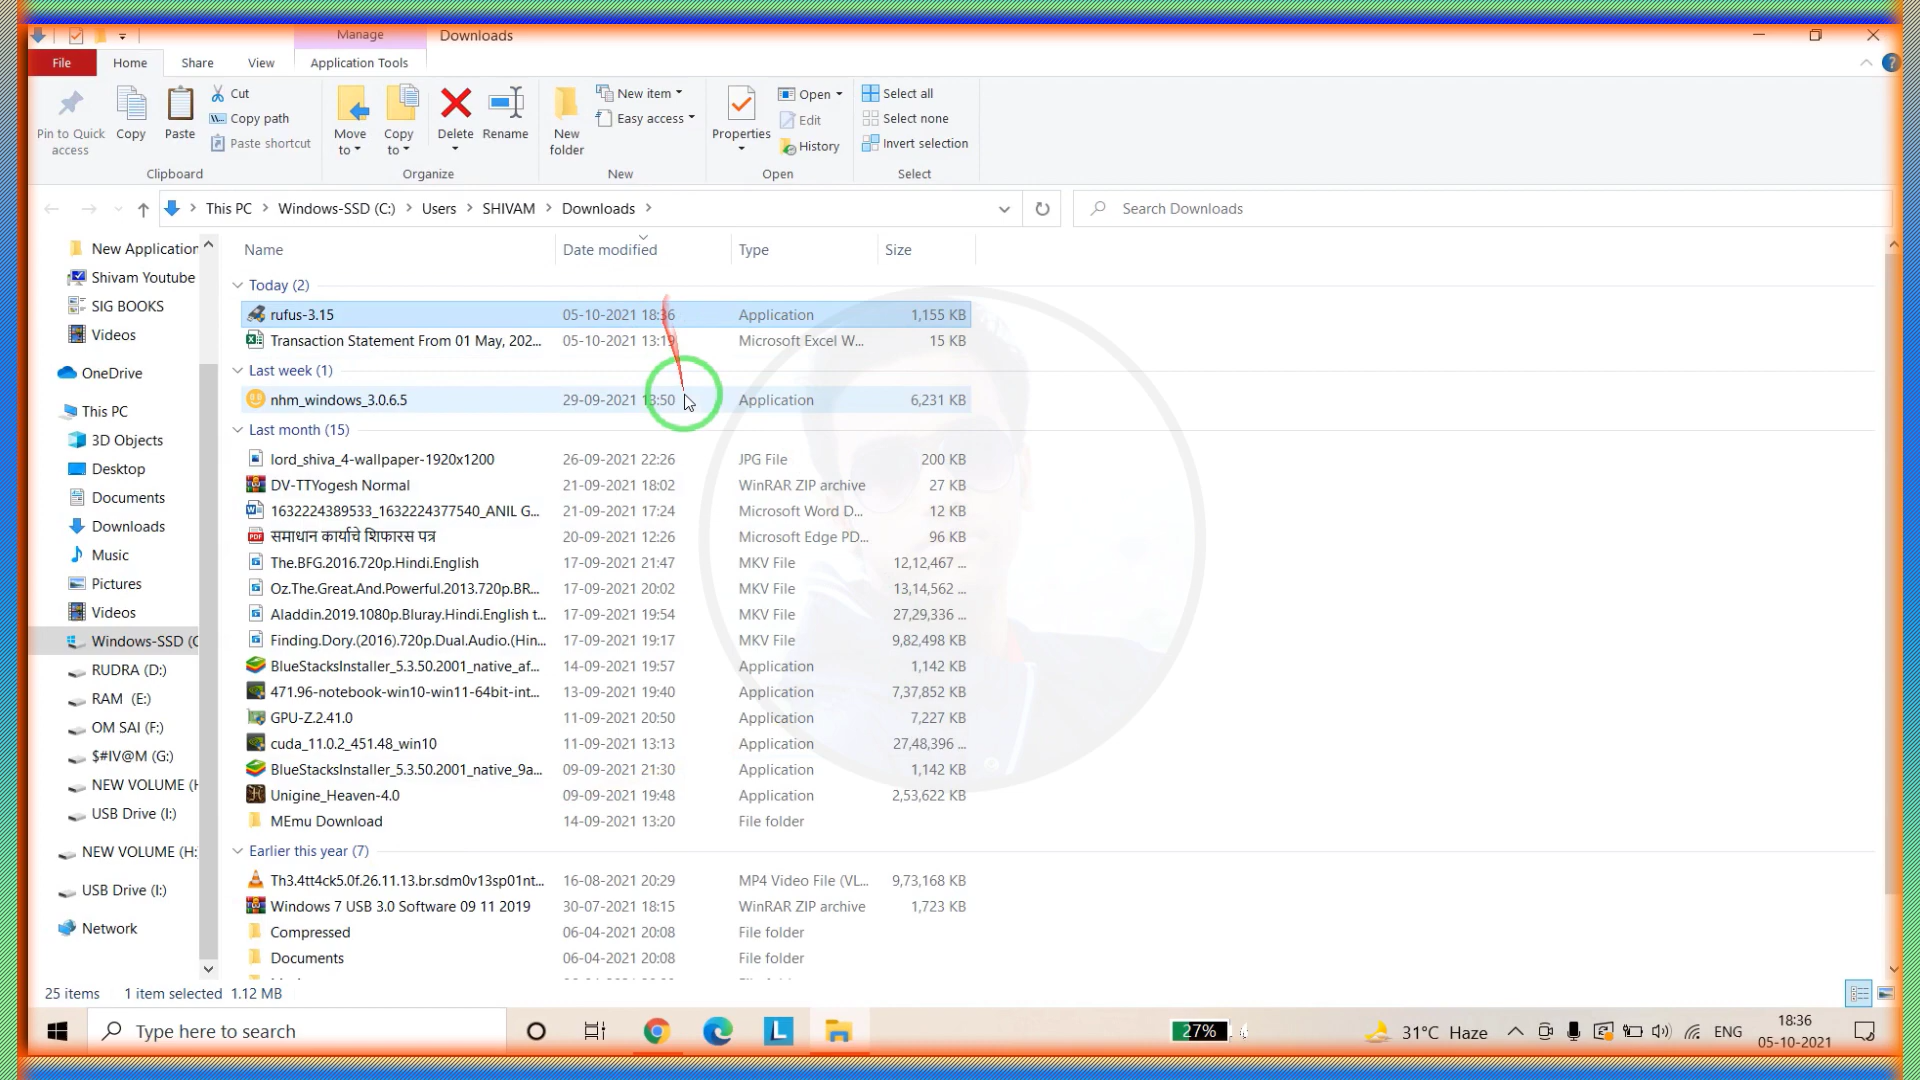 Manage Downloads
File Home Share View Application Tools
Pin to Quick access
Copy
Paste
Cut
Copy path
Paste shortcut
Clipboard
Move to
Copy to
Delete
Rename
Organize
New folder
New item
Easy access
New
Properties
Open
Edit
History
Open
Select all
Select none
Invert selection
Select
This PC > Windows-SSD (C:) > Users > SHIVAM > Downloads >
Search Downloads
New Application
Shivam Youtube
SIG BOOKS
Videos
OneDrive
This PC
3D Objects
Desktop
Documents
Downloads
Music
Pictures
Videos
Windows-SSD (C
RUDRA (D:)
RAM (E:)
OM SAI (F:)
$#IV@M (G:)
NEW VOLUME (H
USB Drive (I:)
NEW VOLUME (H:
USB Drive (I:)
Network
Name Date modified Type Size
Today (2)
rufus-3.15 05-10-2021 18:36 Application 1,155 KB
Transaction Statement From 01 May, 202... 05-10-2021 13:19 Microsoft Excel W... 15 KB
Last week (1)
nhm_windows_3.0.6.5 29-09-2021 13:50 Application 6,231 KB
Last month (15)
lord_shiva_4-wallpaper-1920x1200 26-09-2021 22:26 JPG File 200 KB
DV-TTYogesh Normal 21-09-2021 18:02 WinRAR ZIP archive 27 KB
1632224389533_1632224377540_ANIL G... 21-09-2021 17:24 Microsoft Word D... 12 KB
समाधान कार्याचे शिफारस पत्र 20-09-2021 12:26 Microsoft Edge PD... 96 KB
The.BFG.2016.720p.Hindi.English 17-09-2021 21:47 MKV File 12,12,467 ...
Oz.The.Great.And.Powerful.2013.720p.BR... 17-09-2021 20:02 MKV File 13,14,562 ...
Aladdin.2019.1080p.Bluray.Hindi.English t... 17-09-2021 19:54 MKV File 27,29,336 ...
Finding.Dory.(2016).720p.Dual.Audio.(Hin... 17-09-2021 19:17 MKV File 9,82,498 KB
BlueStacksInstaller_5.3.50.2001_native_af... 14-09-2021 19:57 Application 1,142 KB
471.96-notebook-win10-win11-64bit-int... 13-09-2021 19:40 Application 7,37,852 KB
GPU-Z.2.41.0 11-09-2021 20:50 Application 7,227 KB
cuda_11.0.2_451.48_win10 11-09-2021 13:13 Application 27,48,396 ...
BlueStacksInstaller_5.3.50.2001_native_9a... 09-09-2021 21:30 Application 1,142 KB
Unigine_Heaven-4.0 09-09-2021 19:48 Application 2,53,622 KB
MEmu Download 14-09-2021 13:20 File folder
Earlier this year (7)
Th3.4tt4ck5.0f.26.11.13.br.sdm0v13sp01nt... 16-08-2021 20:29 MP4 Video File (VL... 9,73,168 KB
Windows 7 USB 3.0 Software 09 11 2019 30-07-2021 18:15 WinRAR ZIP archive 1,723 KB
Compressed 06-04-2021 20:08 File folder
Documents 06-04-2021 20:08 File folder
25 items 1 item selected 1.12 MB
Type here to search
27%
31°C Haze
ENG
18:36
05-10-2021